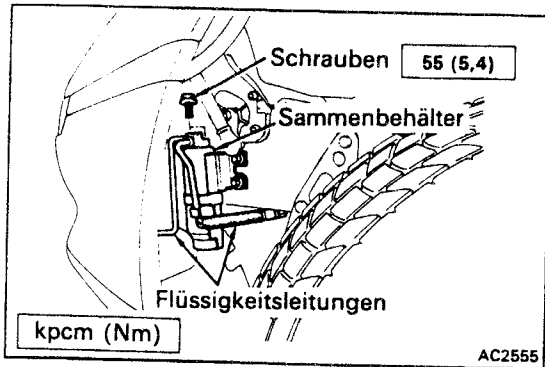 Schrauben 55 (5,4)
Sammenbehälter
Flüssigkeitsleitungen
kpcm (Nm)
AC2555